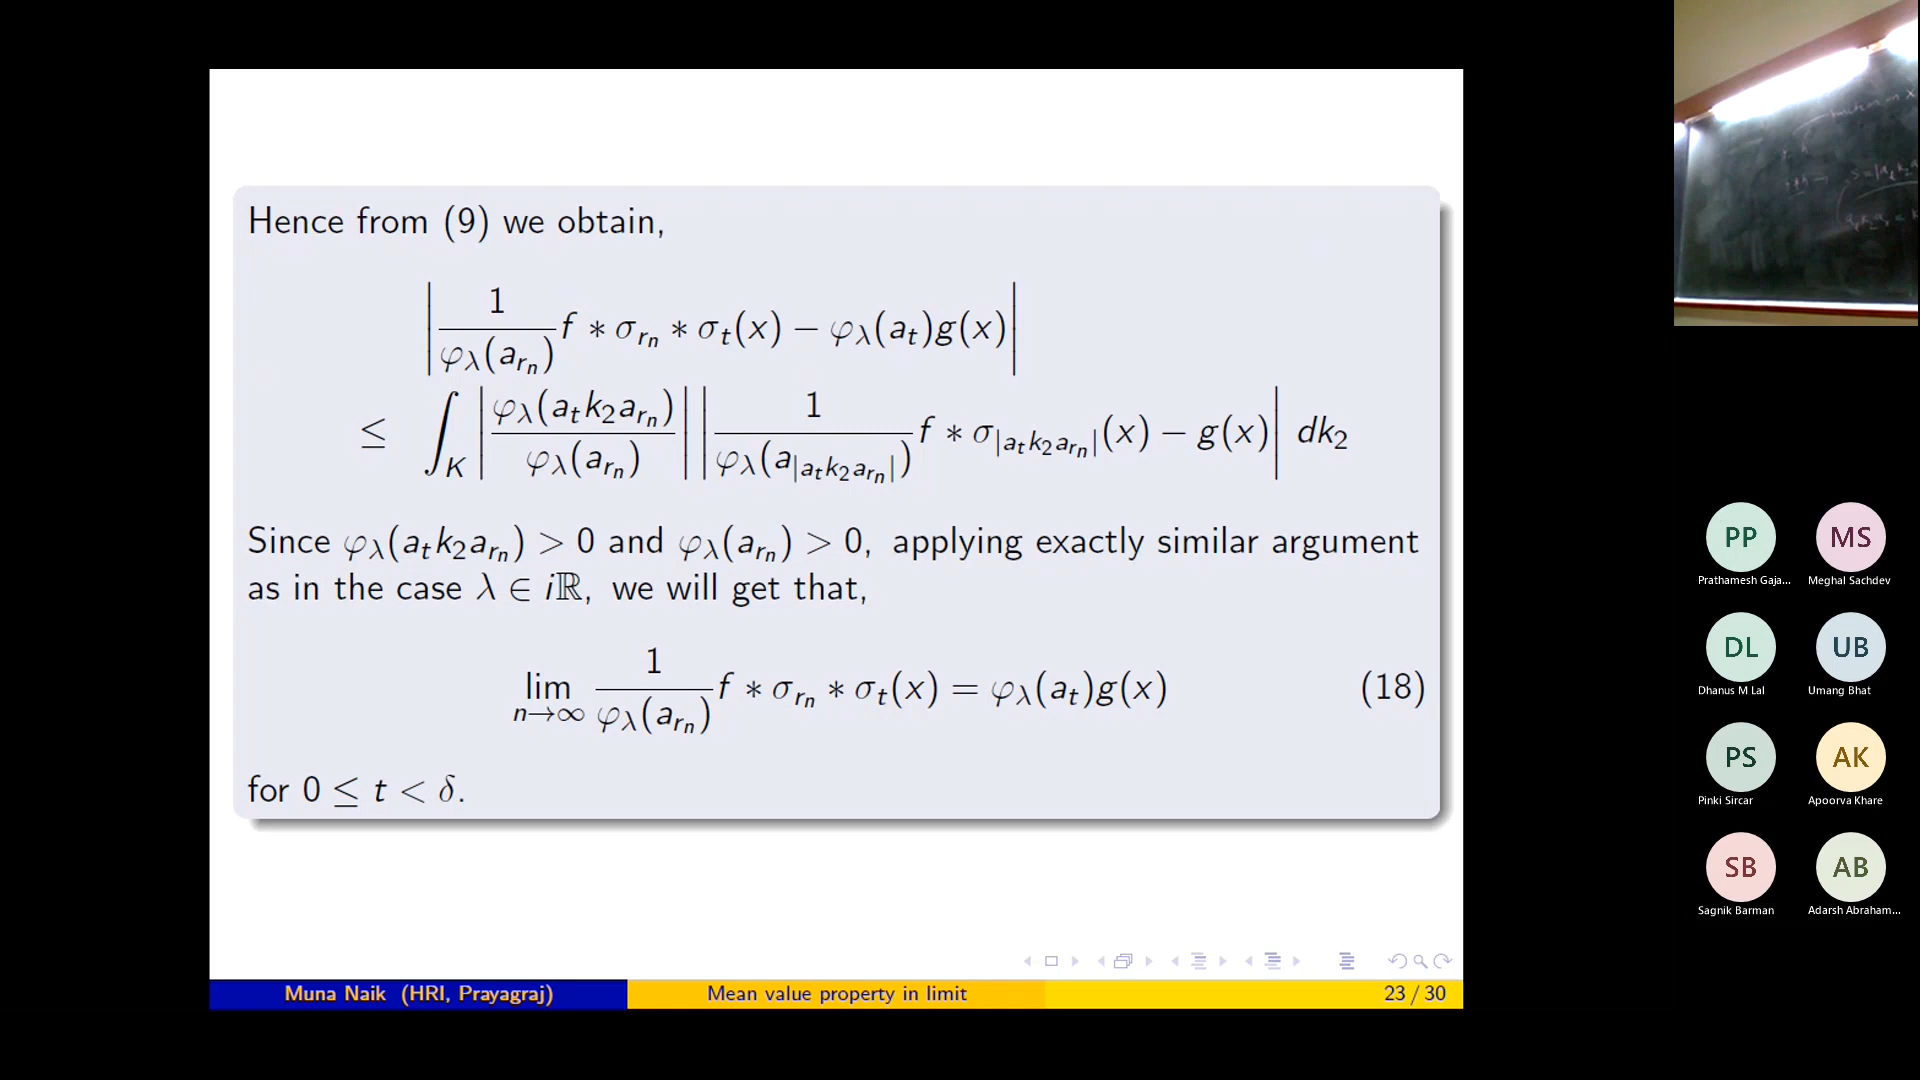 Hence from (9) we obtain,
| 1/φ_λ(a_{r_n}) f ∗ σ_{r_n} ∗ σ_t(x) − φ_λ(a_t)g(x) |
≤ ∫_K | φ_λ(a_t k_2 a_{r_n}) / φ_λ(a_{r_n}) | | 1/φ_λ(a_{|a_t k_2 a_{r_n}|}) f ∗ σ_{|a_t k_2 a_{r_n}|}(x) − g(x) | dk_2
Since φ_λ(a_t k_2 a_{r_n}) > 0 and φ_λ(a_{r_n}) > 0, applying exactly similar argument
as in the case λ ∈ iℝ, we will get that,
lim_{n→∞} 1/φ_λ(a_{r_n}) f ∗ σ_{r_n} ∗ σ_t(x) = φ_λ(a_t)g(x) (18)
for 0 ≤ t < δ.
Muna Naik (HRI, Prayagraj) Mean value property in limit 23 / 30
PP MS
Prathamesh Gaja... Meghal Sachdev
DL UB
Dhanus M Lal Umang Bhat
PS AK
Pinki Sircar Apoorva Khare
SB AB
Sagnik Barman Adarsh Abraham...